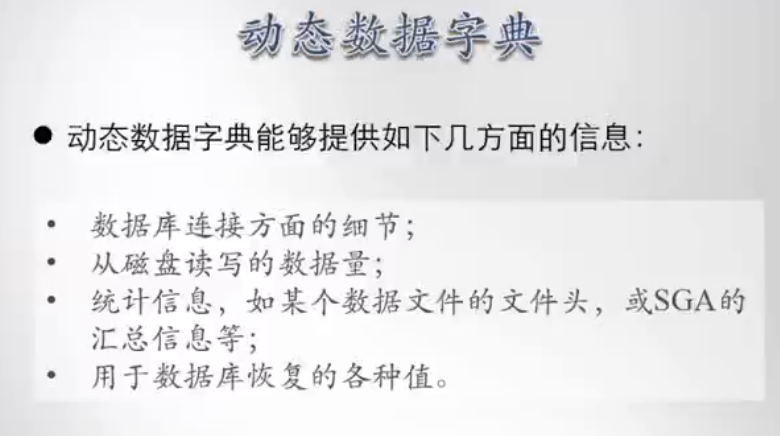 动态数据字典
● 动态数据字典能够提供如下几方面的信息：
• 数据库连接方面的细节；
• 从磁盘读写的数据量；
• 统计信息，如某个数据文件的文件头，或SGA的
汇总信息等；
• 用于数据库恢复的各种值。